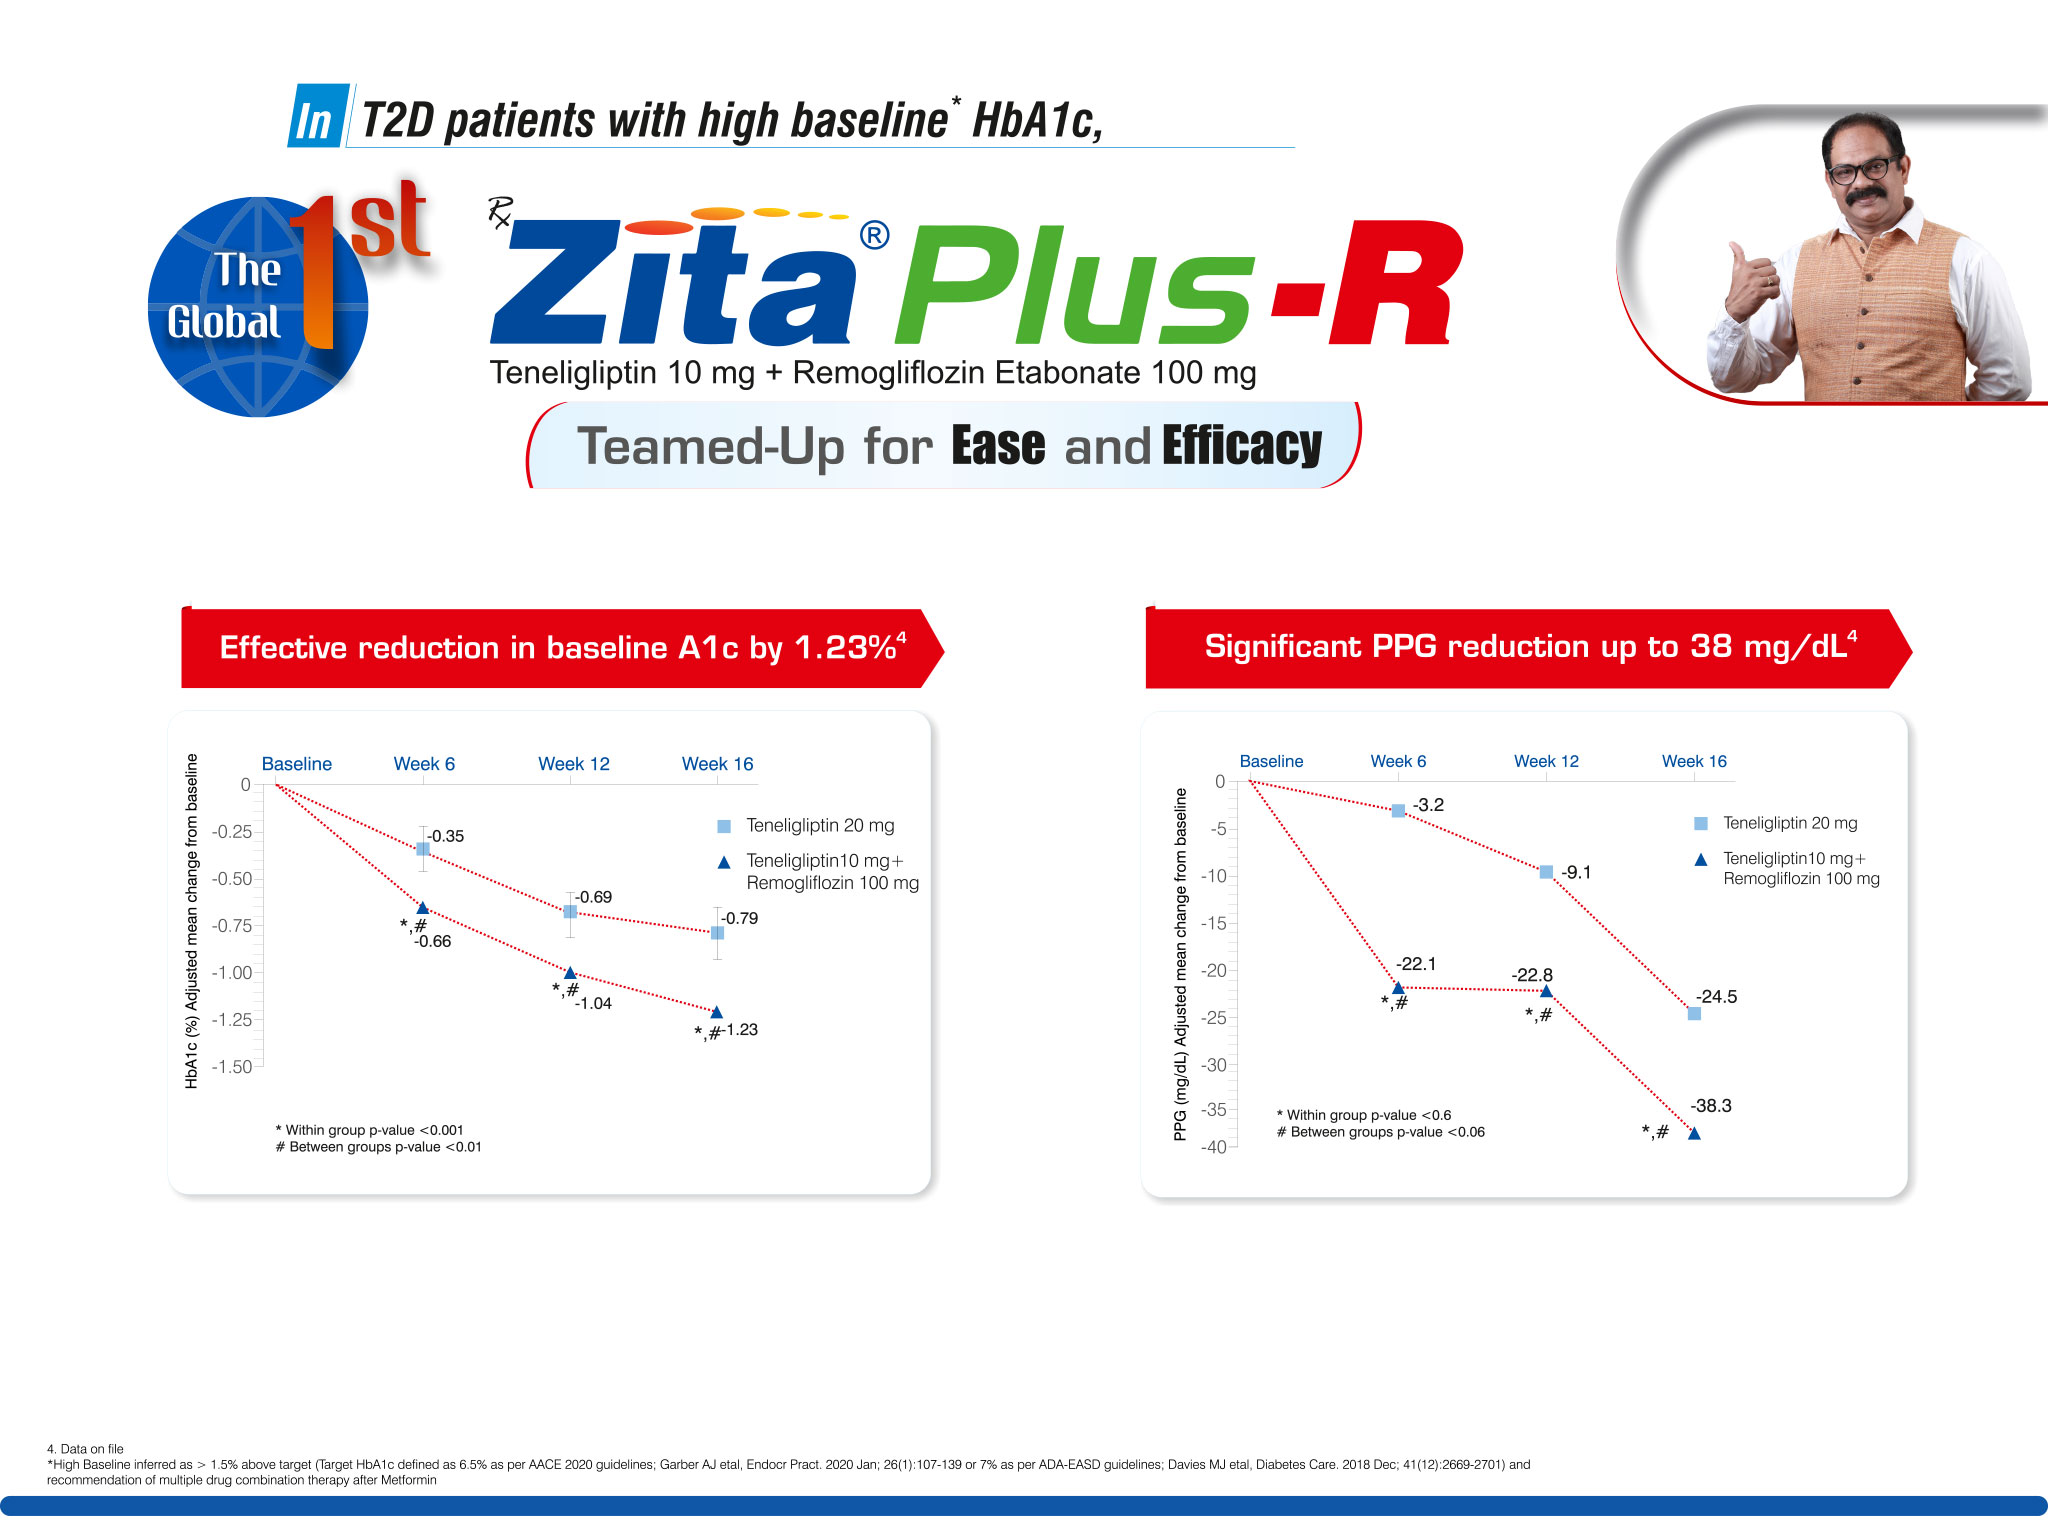 In T2D patients with high baseline* HbA1c,
The Global 1st
Rx Zita® Plus-R
Teneligliptin 10 mg + Remogliflozin Etabonate 100 mg
Teamed-Up for Ease and Efficacy
Effective reduction in baseline A1c by 1.23%4
HbA1c (%) Adjusted mean change from baseline
Baseline Week 6 Week 12 Week 16
0
-0.25
-0.50
-0.75
-1.00
-1.25
-1.50
-0.35
-0.69
-0.79
*,#
-0.66
*,#
-1.04
*,#
-1.23
Teneligliptin 20 mg
Teneligliptin10 mg+
Remogliflozin 100 mg
* Within group p-value <0.001
# Between groups p-value <0.01
Significant PPG reduction up to 38 mg/dL4
PPG (mg/dL) Adjusted mean change from baseline
Baseline Week 6 Week 12 Week 16
0
-5
-10
-15
-20
-25
-30
-35
-40
-3.2
-9.1
-24.5
-22.1
*,#
-22.8
*,#
-38.3
*,#
Teneligliptin 20 mg
Teneligliptin10 mg+
Remogliflozin 100 mg
* Within group p-value <0.6
# Between groups p-value <0.06
4. Data on file
*High Baseline inferred as > 1.5% above target (Target HbA1c defined as 6.5% as per AACE 2020 guidelines; Garber AJ etal, Endocr Pract. 2020 Jan; 26(1):107-139 or 7% as per ADA-EASD guidelines; Davies MJ etal, Diabetes Care. 2018 Dec; 41(12):2669-2701) and
recommendation of multiple drug combination therapy after Metformin